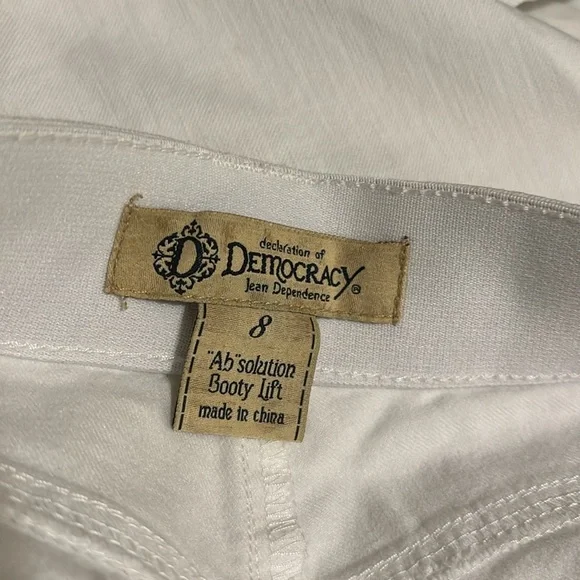 declaration of
D DEMOCRACY®
Jean Dependence
8
"Ab"solution
Booty Lift
made in china